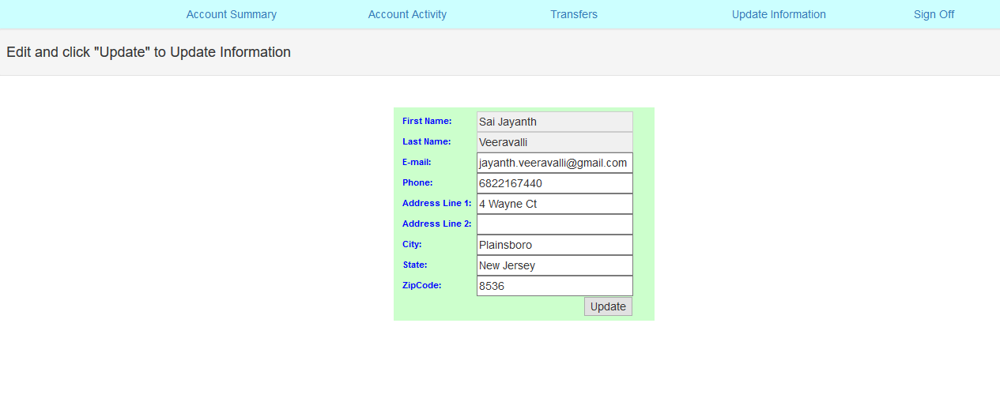 Account Summary Account Activity Transfers Update Information Sign Off
Edit and click "Update" to Update Information
First Name: Sai Jayanth
Last Name: Veeravalli
E-mail: jayanth.veeravalli@gmail.com
Phone: 6822167440
Address Line 1: 4 Wayne Ct
Address Line 2:
City: Plainsboro
State: New Jersey
ZipCode: 8536
Update